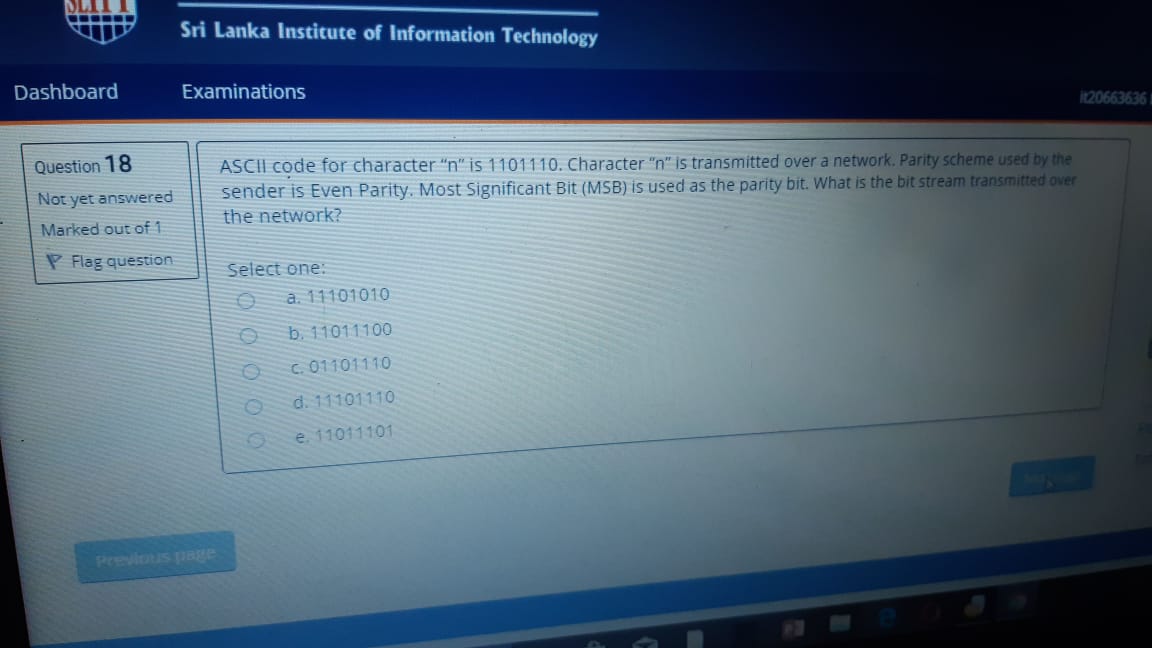 SLIIT
Sri Lanka Institute of Information Technology
Dashboard Examinations
it20663636
Question 18
Not yet answered
Marked out of 1
Flag question
ASCII code for character “n” is 1101110. Character “n” is transmitted over a network. Parity scheme used by the
sender is Even Parity. Most Significant Bit (MSB) is used as the parity bit. What is the bit stream transmitted over
the network?
Select one:
a. 11101010
b. 11011100
c. 01101110
d. 11101110
e. 11011101
Previous page